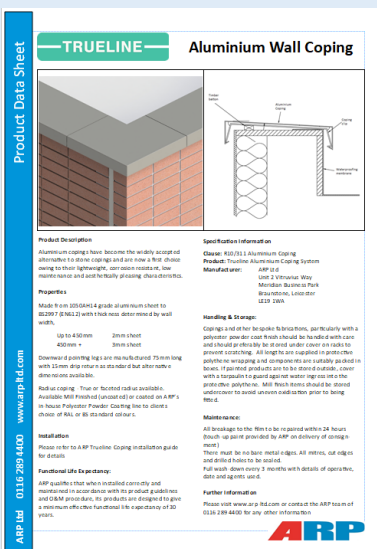 Product Data Sheet
www.arp-ltd.com
0116 289 4400
ARP Ltd
TRUELINE
Aluminium Wall Coping
Timber
batten
Aluminium
Coping
Coping
Clip
Waterproofing
membrane
Product Description
Aluminium copings have become the widely accepted
alternative to stone copings and are now a first choice
owing to their lightweight, corrosion resistant, low
maintenance and aesthetically pleasing characteristics.
Properties
Made from 1050AH14 grade aluminium sheet to
BS2997 (EN612) with thickness determined by wall
width,
Up to 450mm 2mm sheet
450mm + 3mm sheet
Downward pointing legs are manufactured 75mm long
with 15mm drip return as standard but alternative
dimensions available.
Radius coping - True or faceted radius available.
Available Mill Finished (uncoated) or coated on ARP's
in house Polyester Powder Coating line to clients
choice of RAL or BS standard colours.
Installation
Please refer to ARP Trueline Coping installation guide
for details
Functional Life Expectancy:
ARP qualifies that when installed correctly and
maintained in accordance with its product guidelines
and O&M procedure, its products are designed to give
a minimum effective functional life expectancy of 30
years.
Specification Information
Clause: R10/311 Aluminium Coping
Product: Trueline Aluminium Coping System
Manufacturer: ARP Ltd
Unit 2 Vitruvius Way
Meridian Business Park
Braunstone, Leicester
LE19 1WA
Handling & Storage:
Copings and other bespoke fabrications, particularly with a
polyester powder coat finish should be handled with care
and should preferably be stored under cover on racks to
prevent scratching. All lengths are supplied in protective
polythene wrapping and components are suitably packed in
boxes. If painted products are to be stored outside, cover
with a tarpaulin to guard against water ingress into the
protective polythene. Mill finish items should be stored
undercover to avoid uneven oxidisation prior to being
fitted.
Maintenance:
All breakage to the film to be repaired within 24 hours
(touch up paint provided by ARP on delivery of consign-
ment)
There must be no bare metal edges. All mitres, cut edges
and drilled holes to be sealed.
Full wash down every 3 months with details of operative,
date and agents used.
Further Information
Please visit www.arp-ltd.com or contact the ARP team of
0116 289 4400 for any other information
ARP